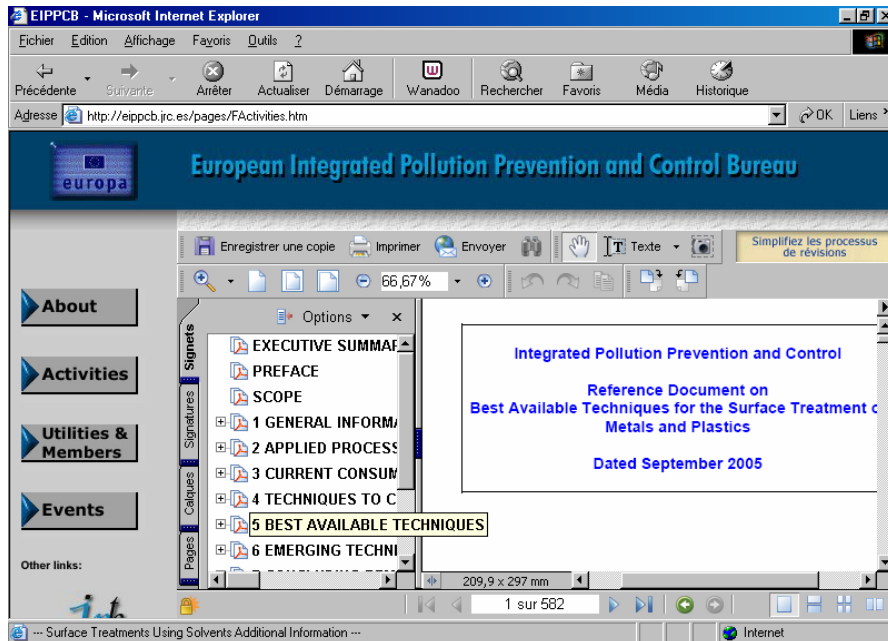 EIPPCB - Microsoft Internet Explorer
Fichier Edition Affichage Favoris Outils ?
Précédente Suivante Arrêter Actualiser Démarrage Wanadoo Rechercher Favoris Média Historique
Adresse http://eippcb.jrc.es/pages/FActivities.htm OK Liens »
europa
European Integrated Pollution Prevention and Control Bureau
Enregistrer une copie Imprimer Envoyer Texte Simplifiez les processus
de révisions
66,67%
About
Activities
Utilities &
Members
Events
Other links:
Signets
Signatures
Calques
Pages
Options
EXECUTIVE SUMMAR
PREFACE
SCOPE
1 GENERAL INFORMA
2 APPLIED PROCESS
3 CURRENT CONSUM
4 TECHNIQUES TO C
5 BEST AVAILABLE TECHNIQUES
6 EMERGING TECHNI
Integrated Pollution Prevention and Control
Reference Document on
Best Available Techniques for the Surface Treatment o
Metals and Plastics
Dated September 2005
209,9 x 297 mm
1 sur 582
--- Surface Treatments Using Solvents Additional Information --- Internet